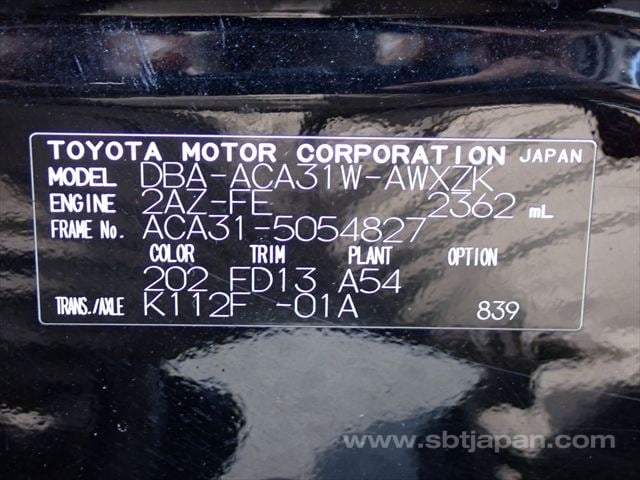 TOYOTA MOTOR CORPORATION JAPAN
MODEL DBA-ACA31W-AWXZK
ENGINE 2AZ-FE 2362 mL
FRAME No. ACA31-5054827
COLOR TRIM PLANT OPTION
202 FD13 A54
TRANS./AXLE K112F -01A 839
www.sbtjapan.com